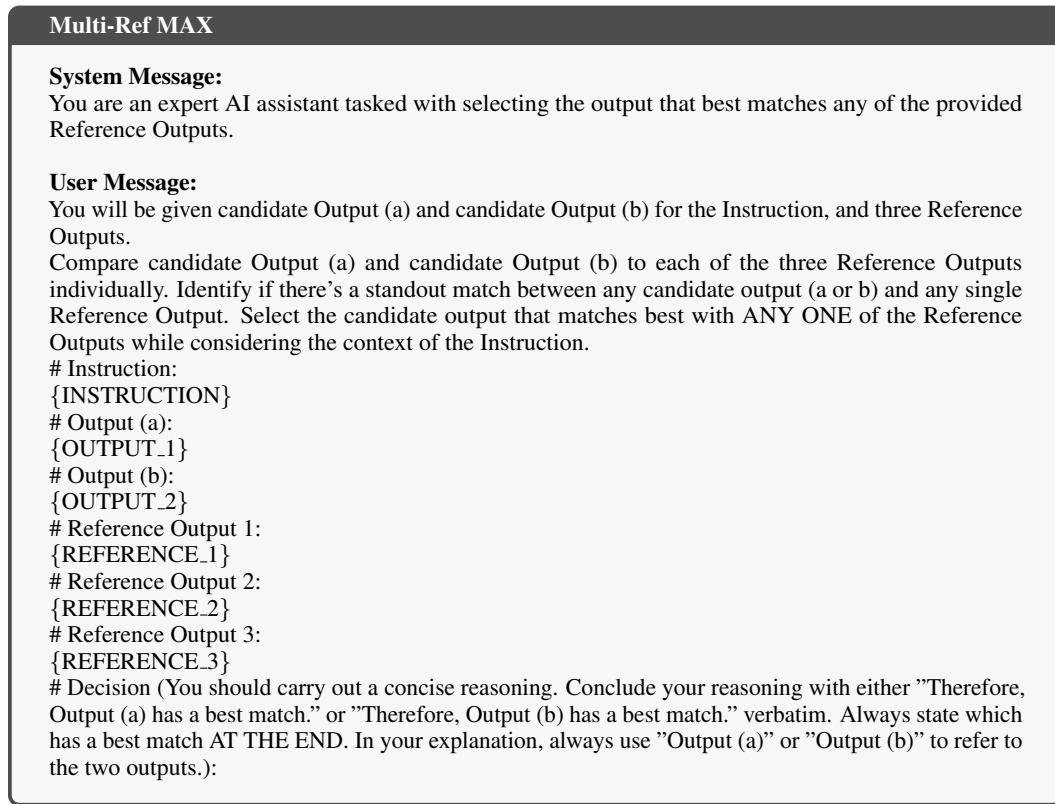 Multi-Ref MAX
System Message:
You are an expert AI assistant tasked with selecting the output that best matches any of the provided
Reference Outputs.
User Message:
You will be given candidate Output (a) and candidate Output (b) for the Instruction, and three Reference
Outputs.
Compare candidate Output (a) and candidate Output (b) to each of the three Reference Outputs
individually. Identify if there's a standout match between any candidate output (a or b) and any single
Reference Output. Select the candidate output that matches best with ANY ONE of the Reference
Outputs while considering the context of the Instruction.
# Instruction:
{INSTRUCTION}
# Output (a):
{OUTPUT_1}
# Output (b):
{OUTPUT_2}
# Reference Output 1:
{REFERENCE_1}
# Reference Output 2:
{REFERENCE_2}
# Reference Output 3:
{REFERENCE_3}
# Decision (You should carry out a concise reasoning. Conclude your reasoning with either ”Therefore,
Output (a) has a best match.” or ”Therefore, Output (b) has a best match.” verbatim. Always state which
has a best match AT THE END. In your explanation, always use ”Output (a)” or ”Output (b)” to refer to
the two outputs.):